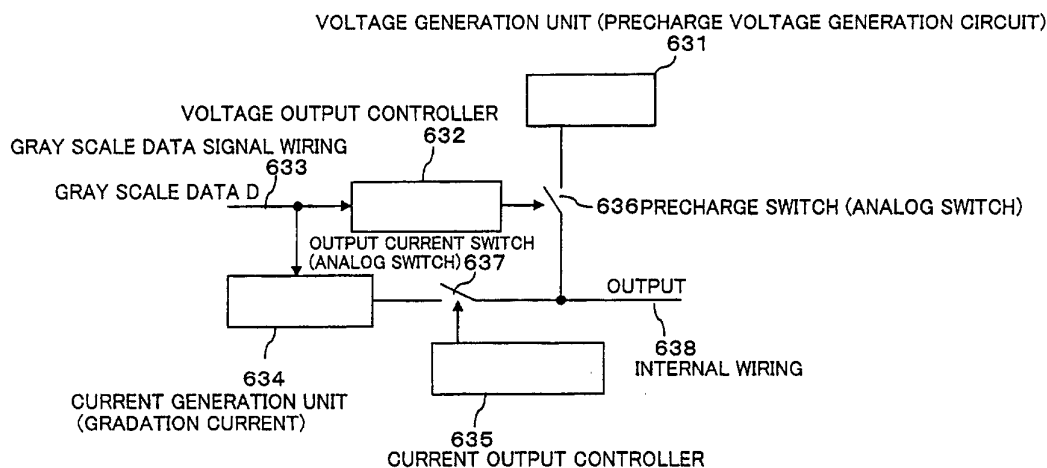 VOLTAGE GENERATION UNIT (PRECHARGE VOLTAGE GENERATION CIRCUIT)
631
VOLTAGE OUTPUT CONTROLLER
632
GRAY SCALE DATA SIGNAL WIRING
633
GRAY SCALE DATA D
636 PRECHARGE SWITCH (ANALOG SWITCH)
OUTPUT CURRENT SWITCH
(ANALOG SWITCH) 637
OUTPUT
638
INTERNAL WIRING
634
CURRENT GENERATION UNIT
(GRADATION CURRENT)
635
CURRENT OUTPUT CONTROLLER